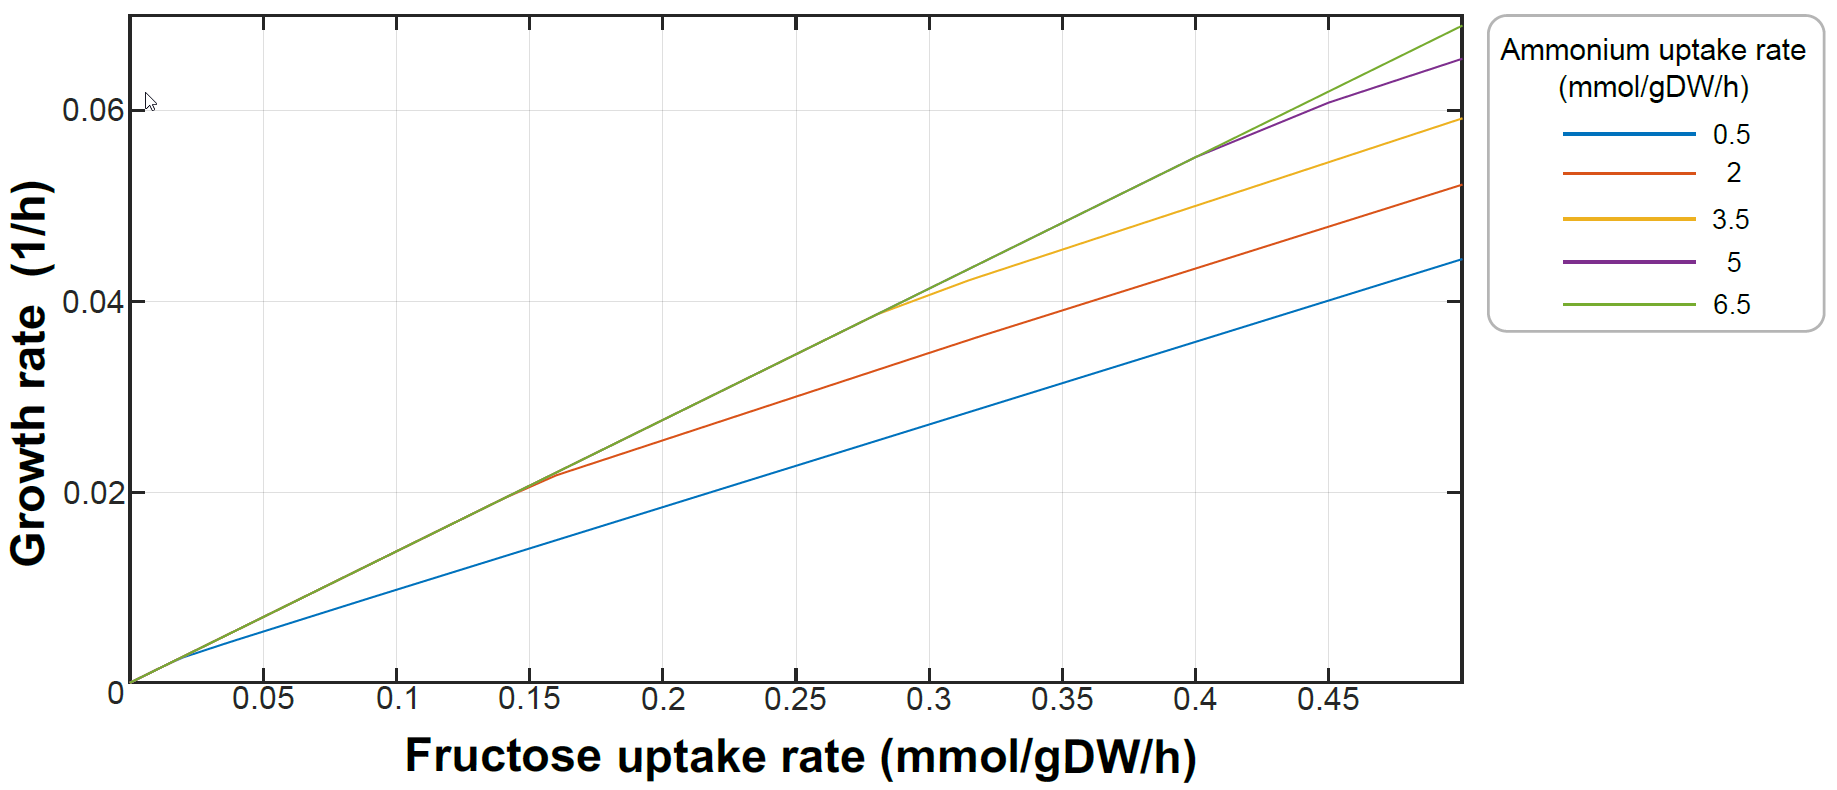 Growth rate (1/h)
0.06
0.04
0.02
0
0.05 0.1 0.15 0.2 0.25 0.3 0.35 0.4 0.45
Fructose uptake rate (mmol/gDW/h)
Ammonium uptake rate
(mmol/gDW/h)
0.5
2
3.5
5
6.5